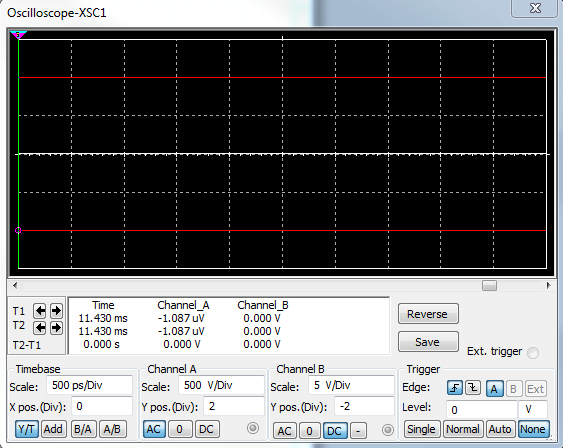 Oscilloscope-XSC1
T1
T2
T2-T1
Time Channel_A Channel_B
11.430 ms -1.087 uV 0.000 V
11.430 ms -1.087 uV 0.000 V
0.000 s 0.000 V 0.000 V
Reverse
Save
Ext. trigger
Timebase
Scale: 500 ps/Div
X pos.(Div): 0
Y/T Add B/A A/B
Channel A
Scale: 500 V/Div
Y pos.(Div): 2
AC 0 DC
Channel B
Scale: 5 V/Div
Y pos.(Div): -2
AC 0 DC -
Trigger
Edge: A B Ext
Level: 0 V
Single Normal Auto None